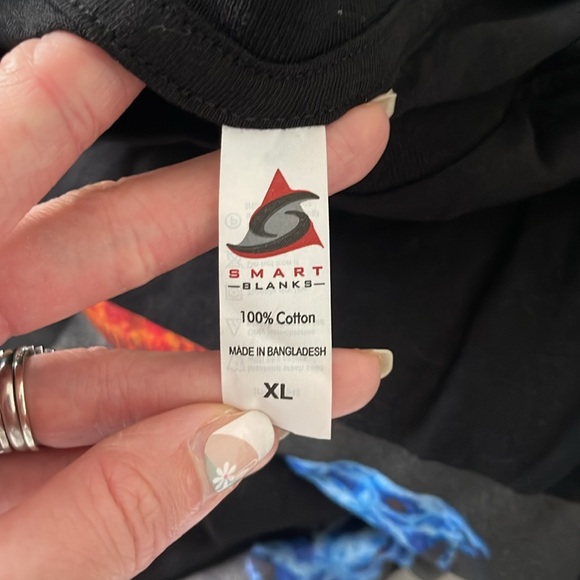 SMART
BLANKS
100% Cotton
MADE IN BANGLADESH
XL